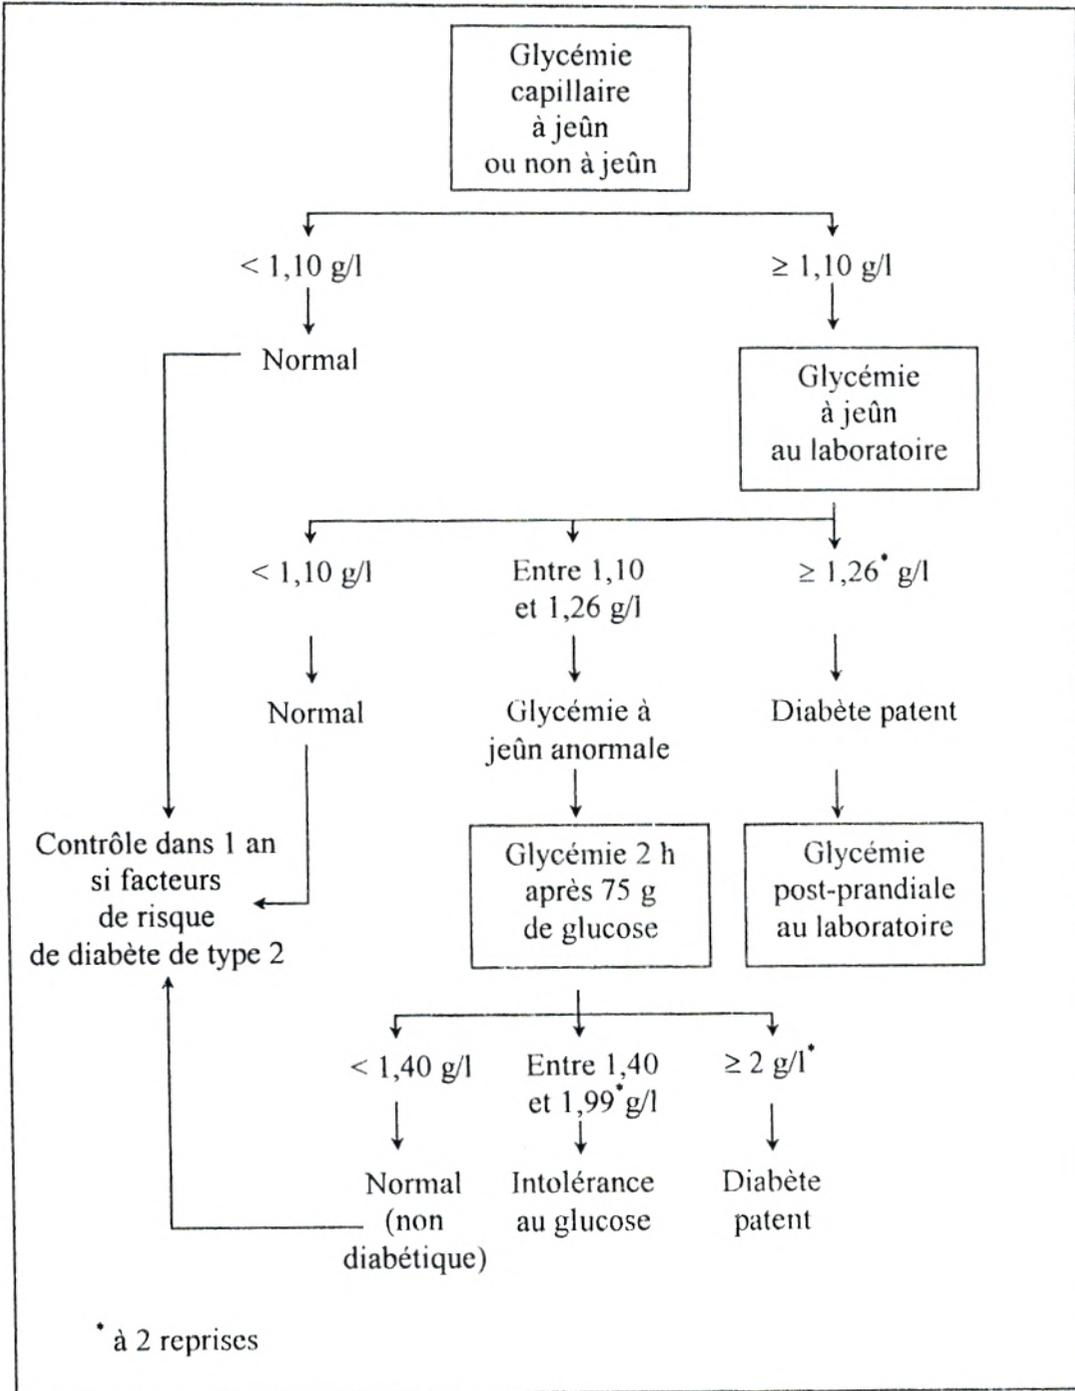 Glycémie
capillaire
à jeûn
ou non à jeûn
< 1,10 g/l
≥ 1,10 g/l
Normal
Glycémie
à jeûn
au laboratoire
< 1,10 g/l
Entre 1,10
et 1,26 g/l
≥ 1,26* g/l
Normal
Glycémie à
jeûn anormale
Diabète patent
Contrôle dans 1 an
si facteurs
de risque
de diabète de type 2
Glycémie 2 h
après 75 g
de glucose
Glycémie
post-prandiale
au laboratoire
< 1,40 g/l
Entre 1,40
et 1,99* g/l
≥ 2 g/l*
Normal
(non
diabétique)
Intolérance
au glucose
Diabète
patent
* à 2 reprises